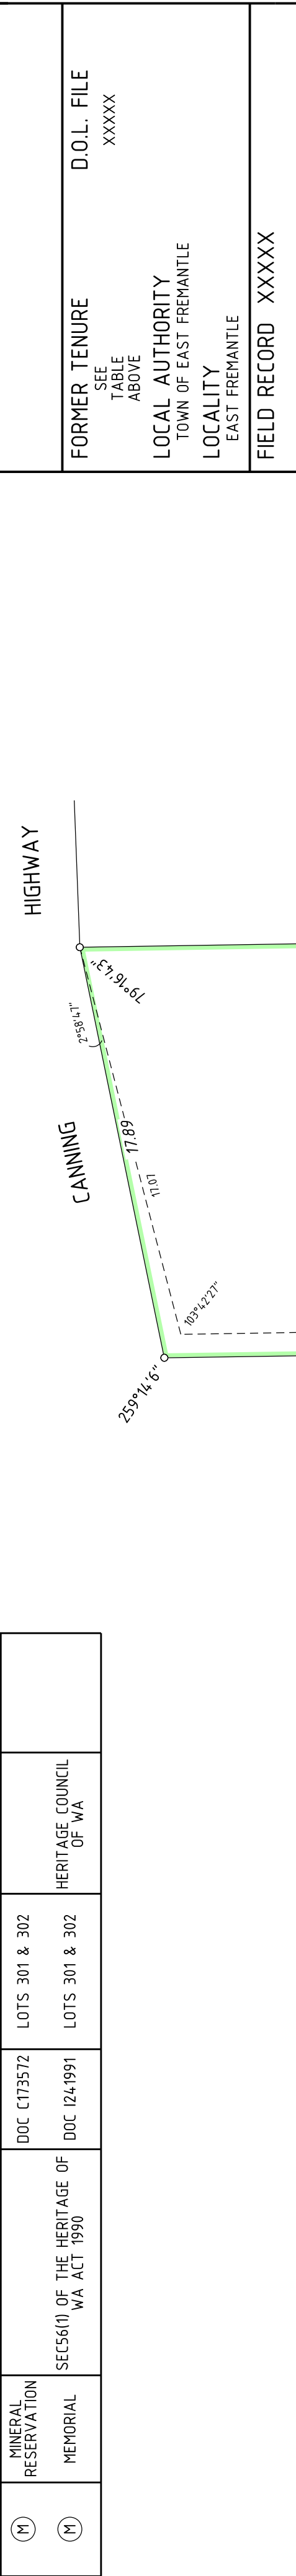 FORMER TENURE
D.O.L. FILE
SEE
TABLE
ABOVE
XXXXX
LOCAL AUTHORITY
TOWN OF EAST FREMANTLE
LOCALITY
EAST FREMANTLE
FIELD RECORD XXXXX
CANNING HIGHWAY
2°58'47"
79°16'43"
17.89
17.07
103°42'27"
259°14'6"
M MINERAL RESERVATION DOC C173572 LOTS 301 & 302
M MEMORIAL SEC56(1) OF THE HERITAGE OF WA ACT 1990 DOC I241991 LOTS 301 & 302 HERITAGE COUNCIL OF WA